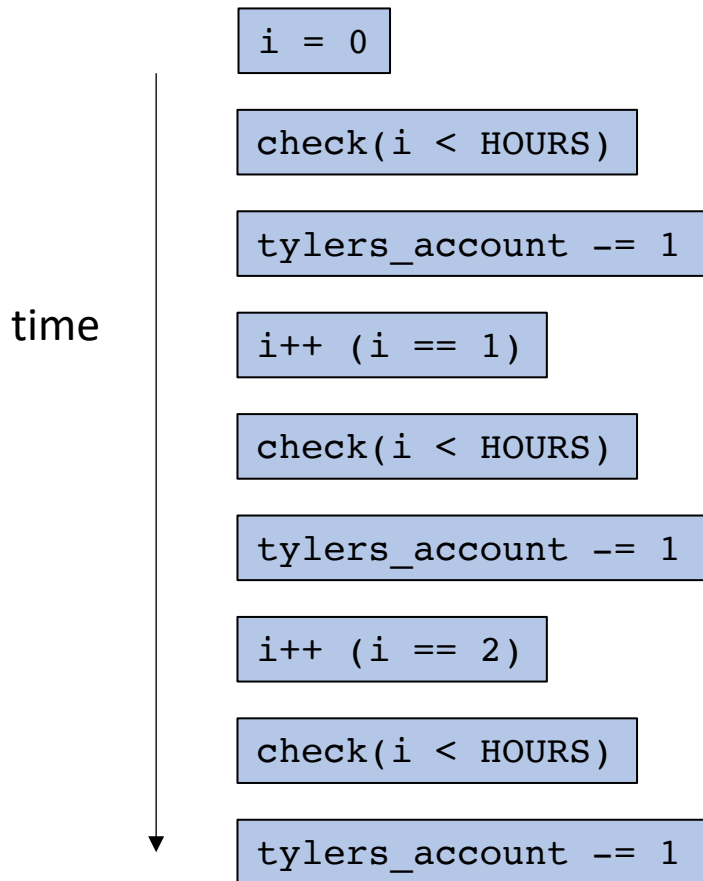 i = 0
check(i < HOURS)
tylers_account -= 1
time
i++ (i == 1)
check(i < HOURS)
tylers_account -= 1
i++ (i == 2)
check(i < HOURS)
tylers_account -= 1